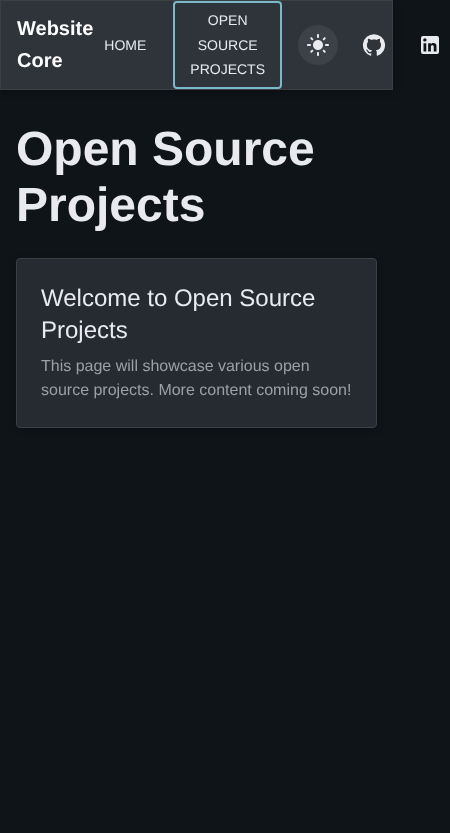 Website
Core
HOME
OPEN
SOURCE
PROJECTS
Open Source
Projects
Welcome to Open Source
Projects
This page will showcase various open
source projects. More content coming soon!